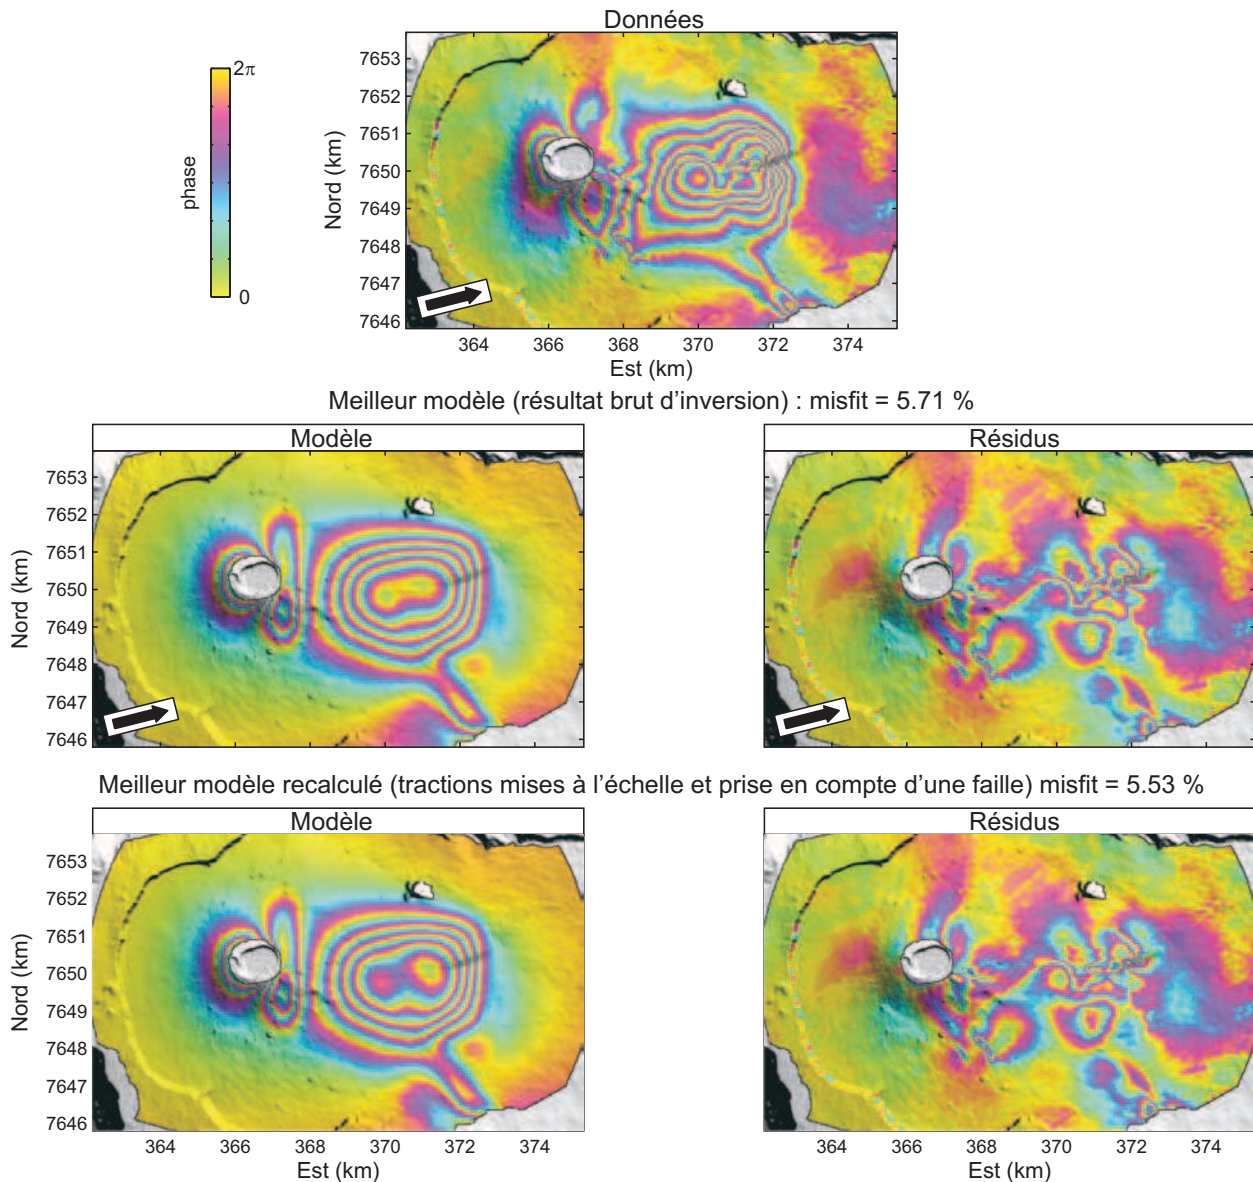 Données
2π
phase
0
Nord (km)
7653
7652
7651
7650
7649
7648
7647
7646
364 366 368 370 372 374
Est (km)
Meilleur modèle (résultat brut d'inversion) : misfit = 5.71 %
Modèle
Résidus
Nord (km)
7653
7652
7651
7650
7649
7648
7647
7646
Meilleur modèle recalculé (tractions mises à l'échelle et prise en compte d'une faille) misfit = 5.53 %
Modèle
Résidus
Nord (km)
7653
7652
7651
7650
7649
7648
7647
7646
364 366 368 370 372 374
Est (km)
364 366 368 370 372 374
Est (km)